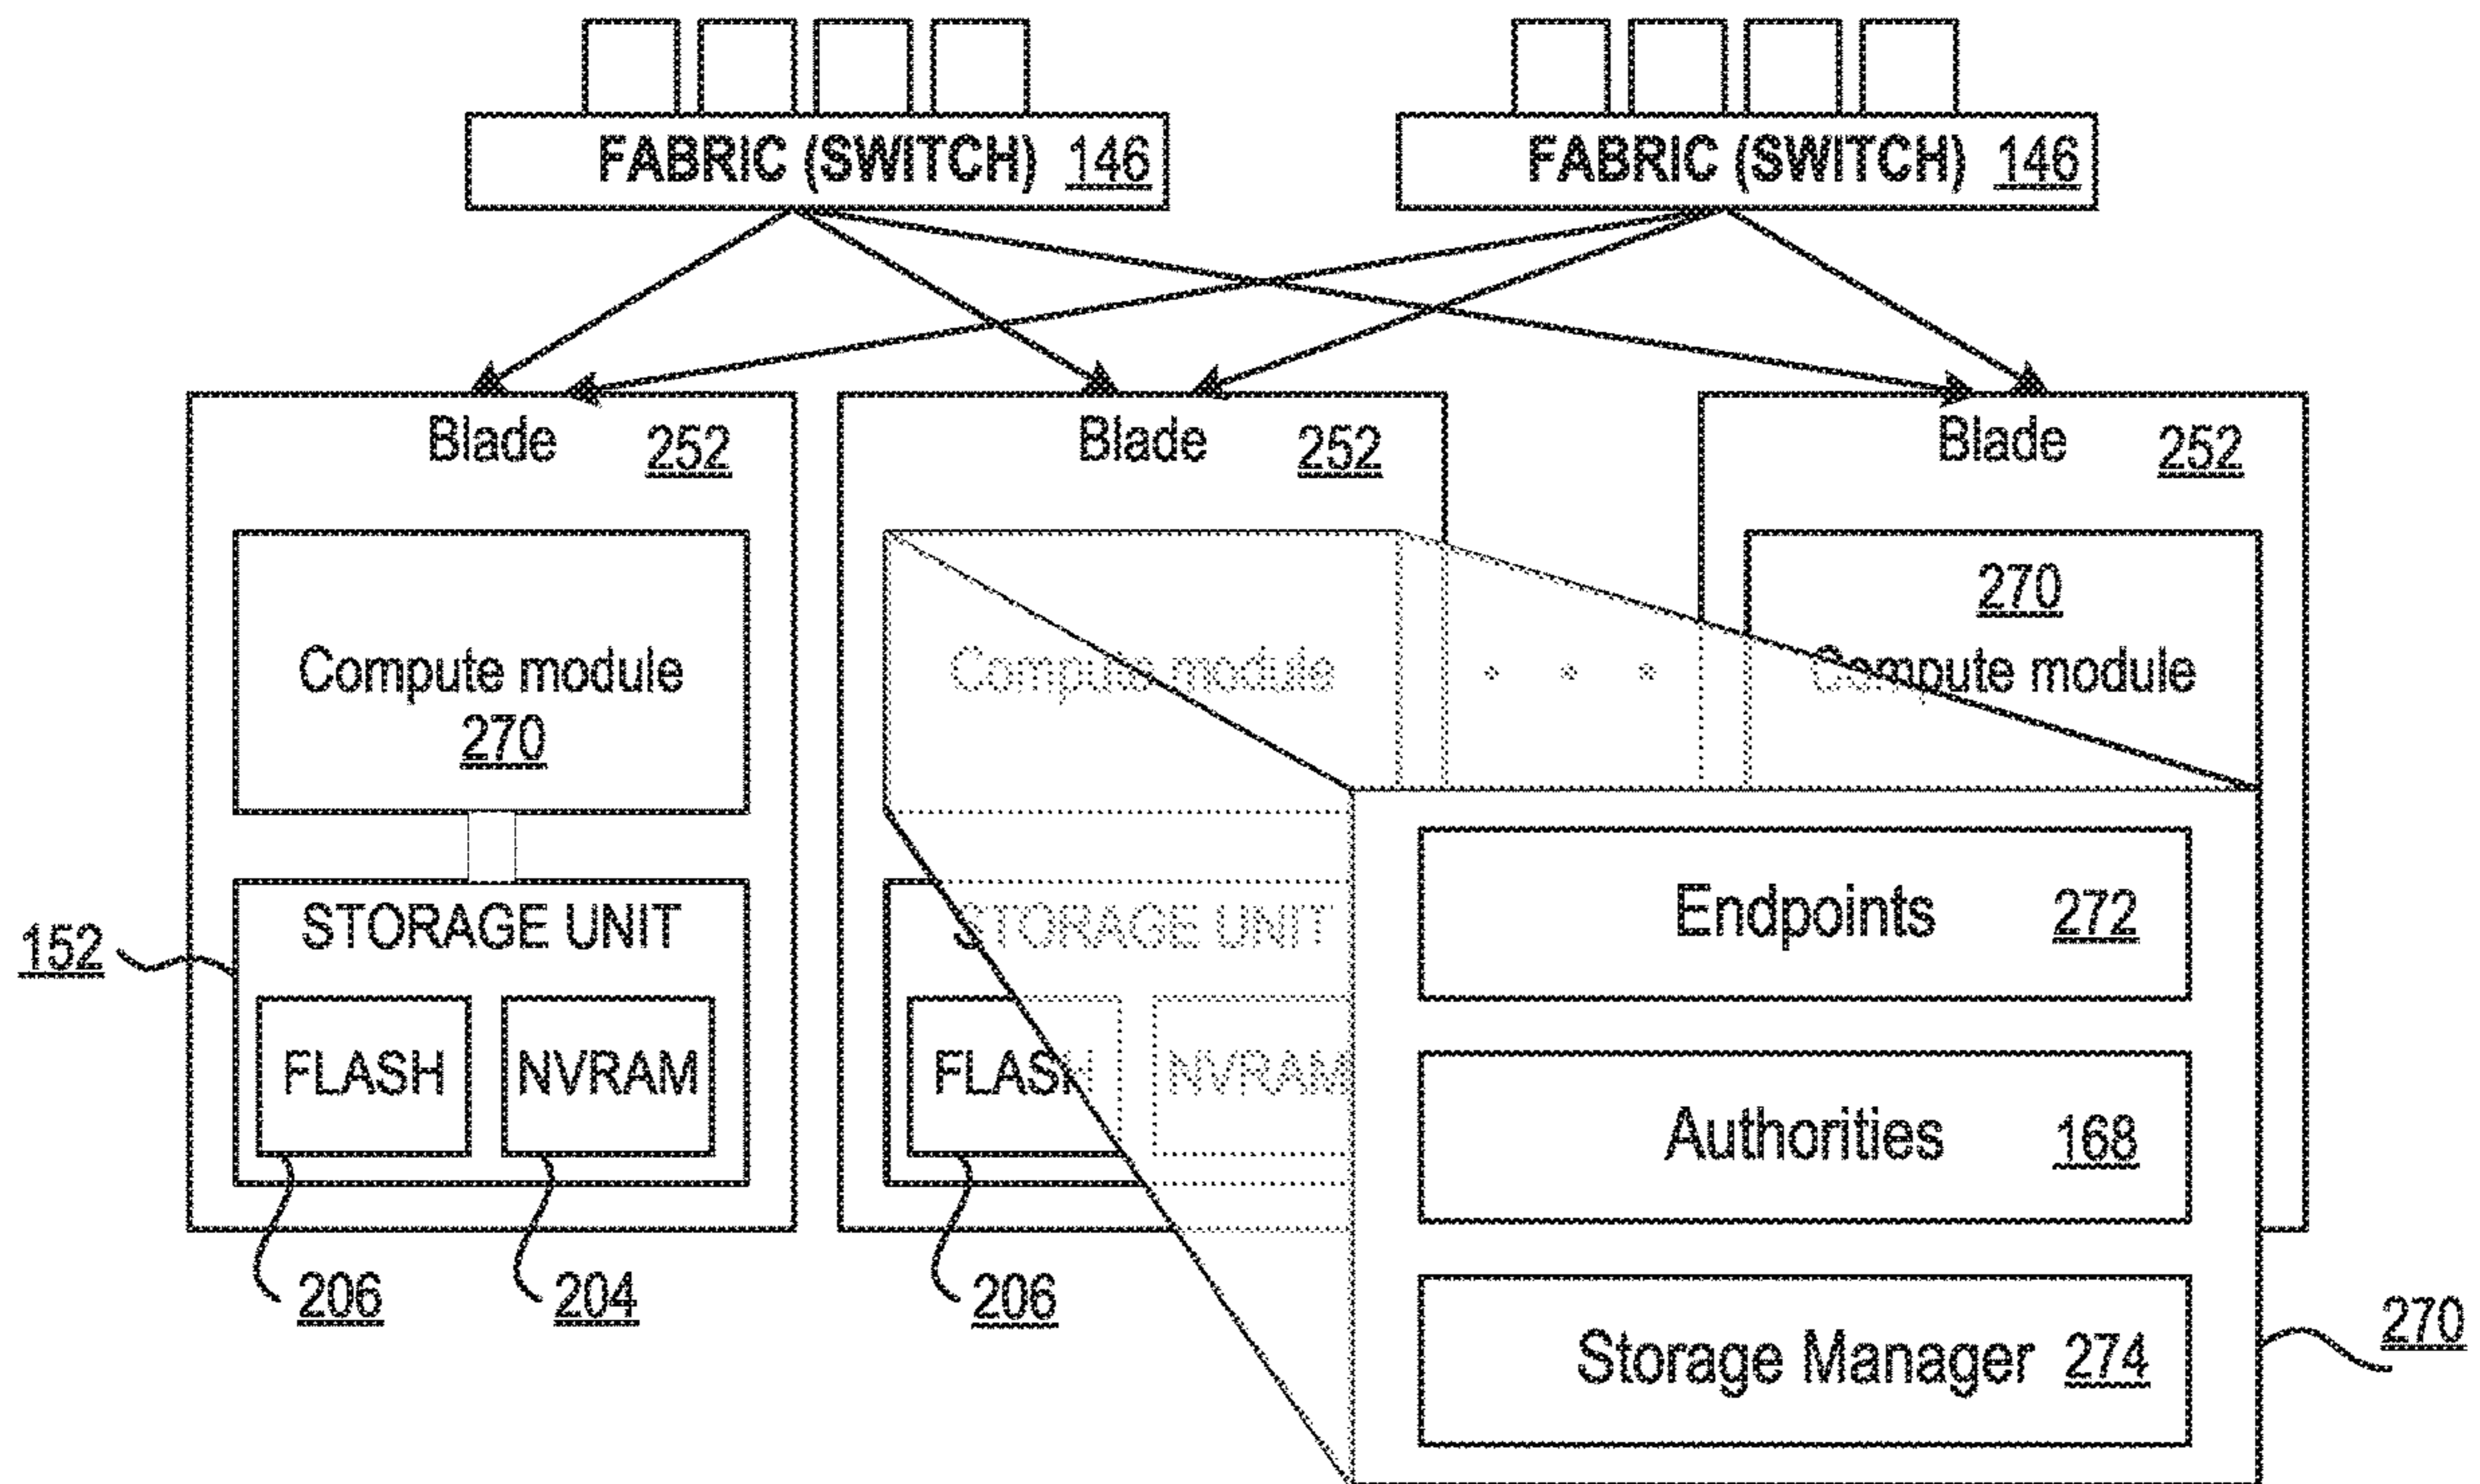 FABRIC (SWITCH) 146
FABRIC (SWITCH) 146
Blade 252
Blade 252
Blade 252
Compute module
270
Compute module
270
Compute module
152
STORAGE UNIT
FLASH
NVRAM
206
204
STORAGE UNIT
FLASH
NVRAM
206
Endpoints 272
Authorities 168
Storage Manager 274
270